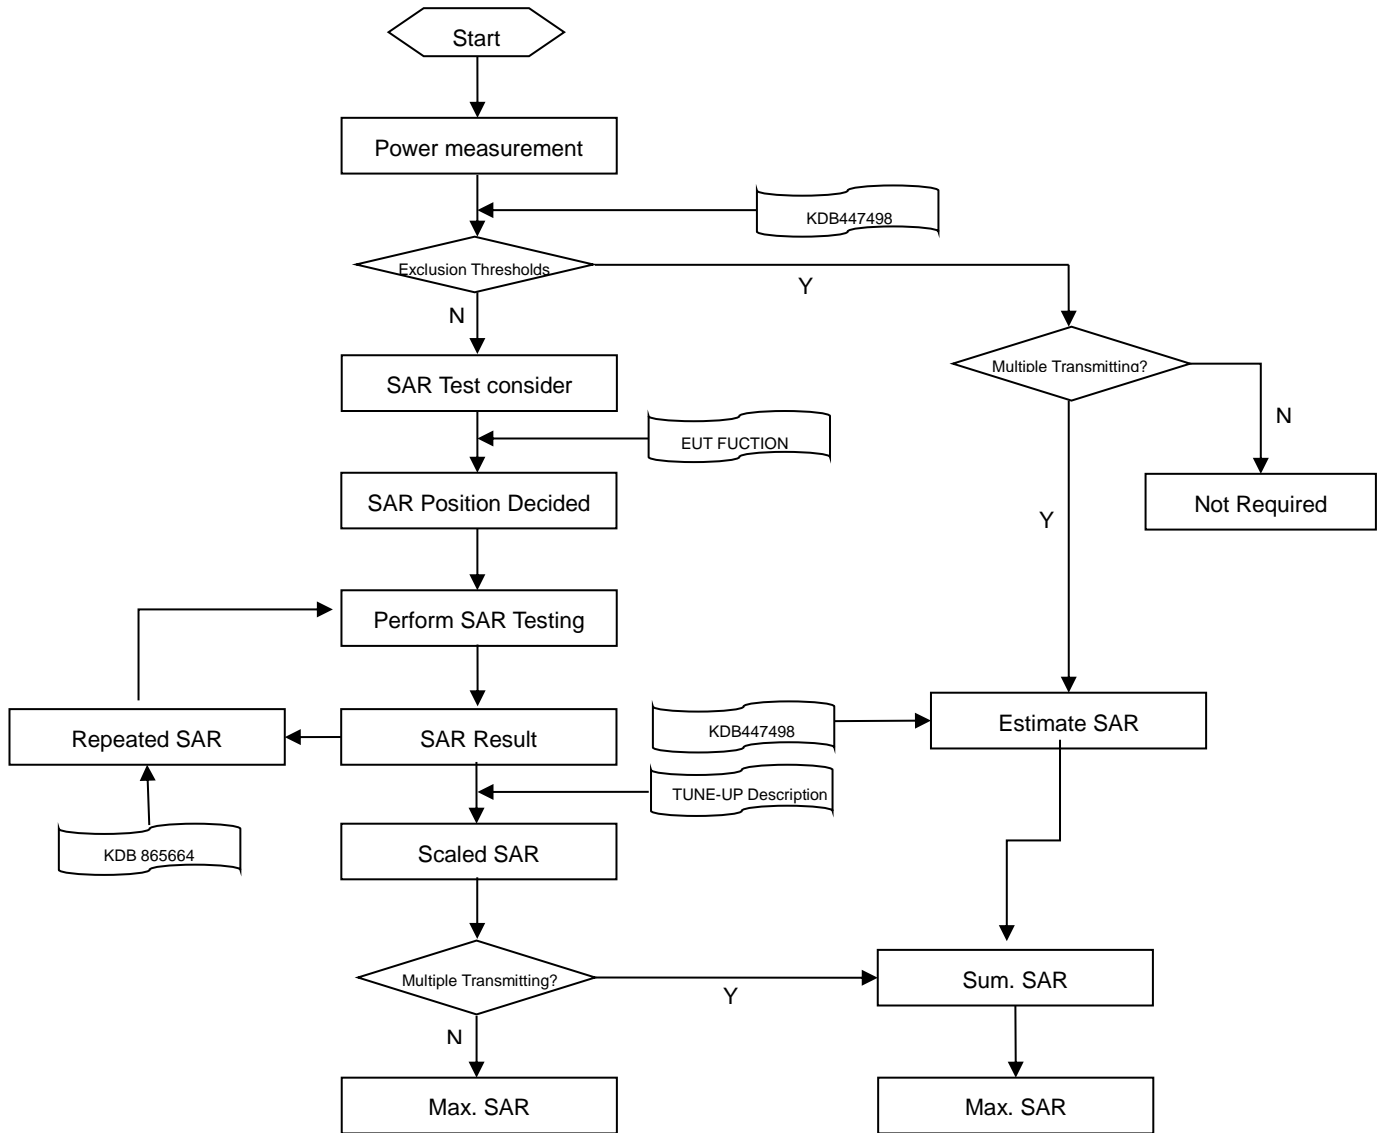 Start
Power measurement
KDB447498
Exclusion Thresholds
Y
N
Multiple Transmitting?
SAR Test consider
N
EUT FUCTION
SAR Position Decided
Not Required
Y
Perform SAR Testing
Repeated SAR
SAR Result
KDB447498
Estimate SAR
TUNE-UP Description
KDB 865664
Scaled SAR
Multiple Transmitting?
Y
Sum. SAR
N
Max. SAR
Max. SAR